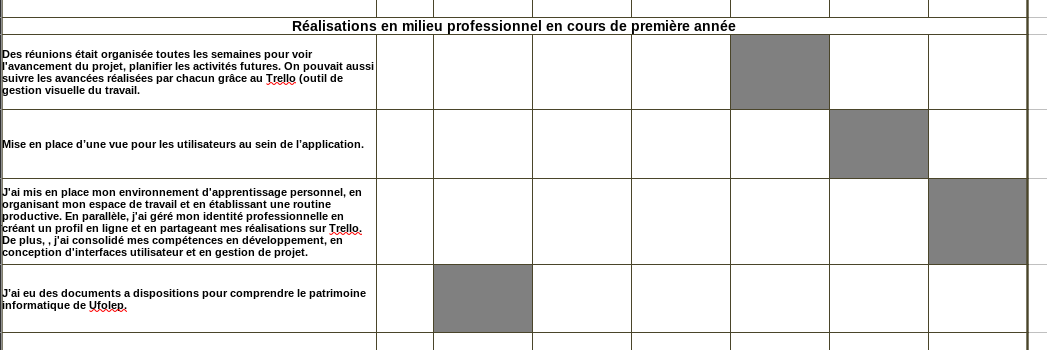 Réalisations en milieu professionnel en cours de première année
Des réunions était organisée toutes les semaines pour voir
l'avancement du projet, planifier les activités futures. On pouvait aussi
suivre les avancées réalisées par chacun grâce au Trello (outil de
gestion visuelle du travail.
Mise en place d'une vue pour les utilisateurs au sein de l'application.
J'ai mis en place mon environnement d'apprentissage personnel, en
organisant mon espace de travail et en établissant une routine
productive. En parallèle, j'ai géré mon identité professionnelle en
créant un profil en ligne et en partageant mes réalisations sur Trello.
De plus, , j'ai consolidé mes compétences en développement, en
conception d'interfaces utilisateur et en gestion de projet.
J'ai eu des documents a dispositions pour comprendre le patrimoine
informatique de Ufolep.